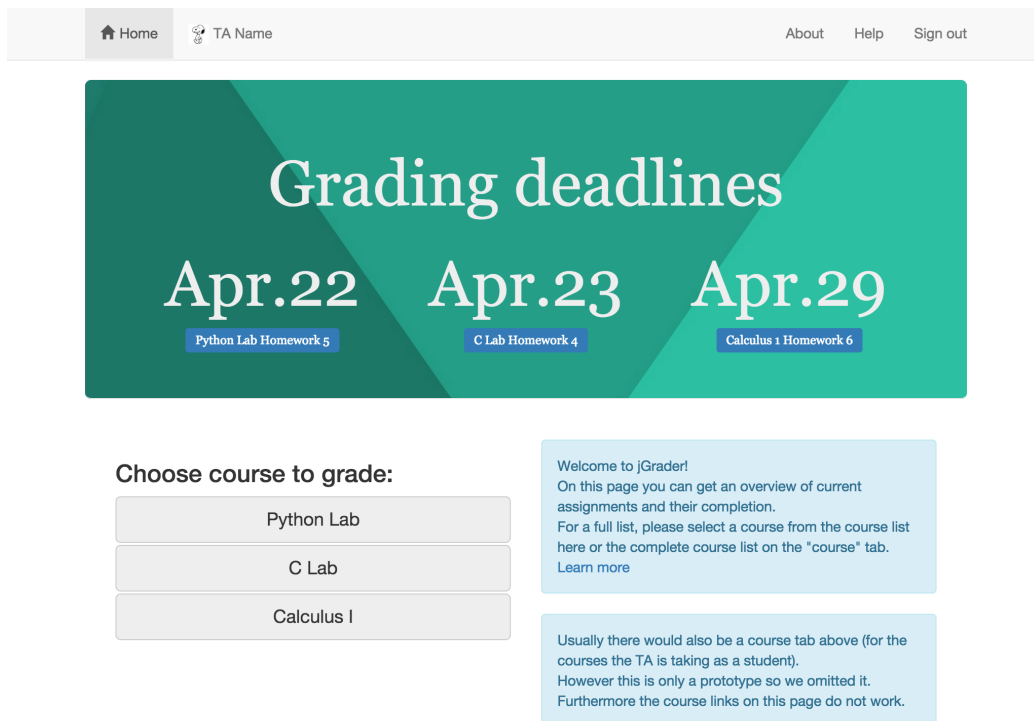 Home TA Name About Help Sign out
Grading deadlines
Apr.22 Apr.23 Apr.29
Python Lab Homework 5 C Lab Homework 4 Calculus 1 Homework 6
Choose course to grade:
Python Lab
C Lab
Calculus I
Welcome to jGrader!
On this page you can get an overview of current
assignments and their completion.
For a full list, please select a course from the course list
here or the complete course list on the "course" tab.
Learn more
Usually there would also be a course tab above (for the
courses the TA is taking as a student).
However this is only a prototype so we omitted it.
Furthermore the course links on this page do not work.